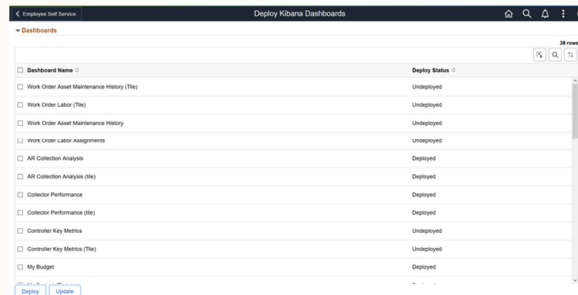 Employee Self Service
Deploy Kibana Dashboards
Dashboards
38 rows
Dashboard Name
Deploy Status
Work Order Asset Maintenance History (Tile)
Undeployed
Work Order Labor (Tile)
Undeployed
Work Order Asset Maintenance History
Undeployed
Work Order Labor Assignments
Undeployed
AR Collection Analysis
Deployed
AR Collection Analysis (tile)
Deployed
Collector Performance
Deployed
Collector Performance (tile)
Deployed
Controller Key Metrics
Undeployed
Controller Key Metrics (Tile)
Undeployed
My Budget
Deployed
Deploy
Update